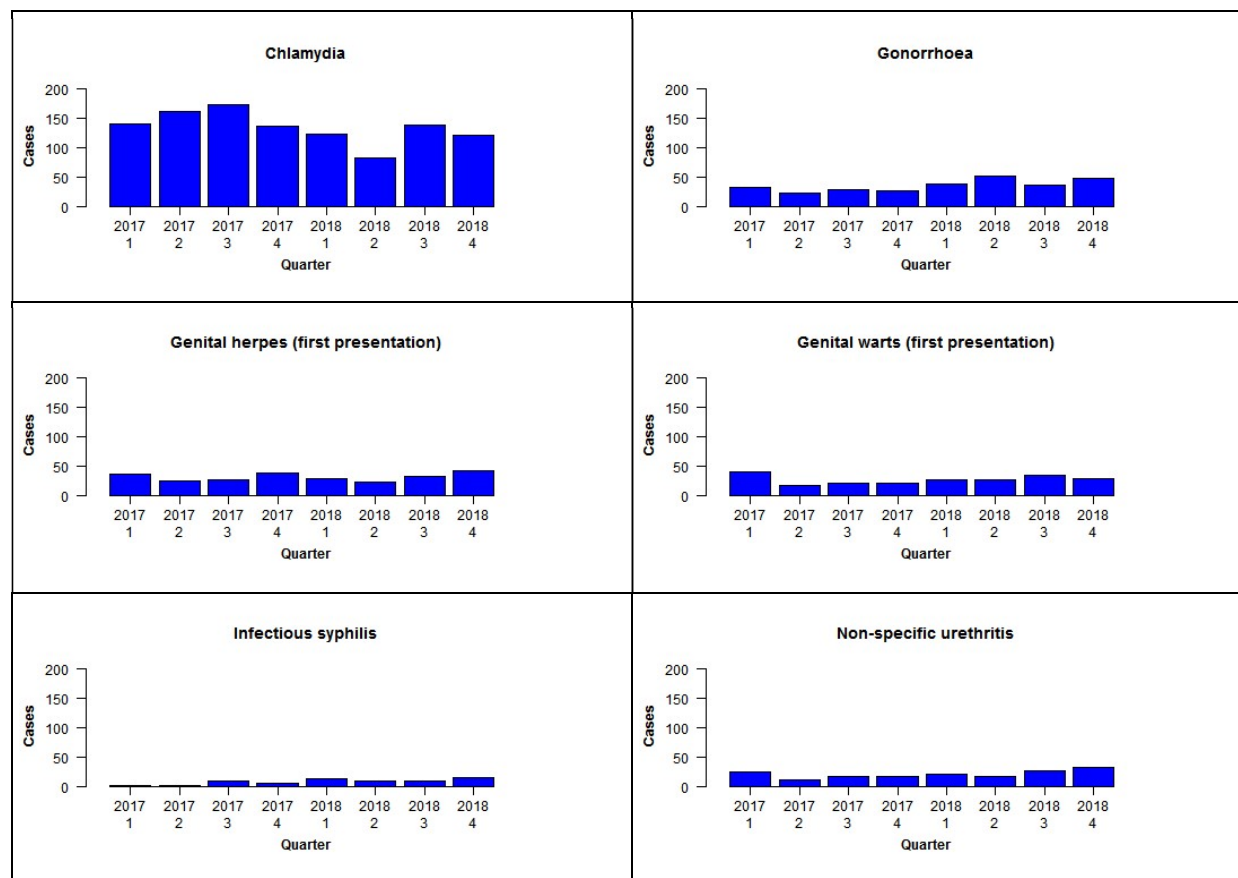 Chlamydia
200
150
100
50
0
Cases
2017 2017 2017 2017 2018 2018 2018 2018
1 2 3 4 1 2 3 4
Quarter
Gonorrhoea
200
150
100
50
0
Cases
2017 2017 2017 2017 2018 2018 2018 2018
1 2 3 4 1 2 3 4
Quarter
Genital herpes (first presentation)
200
150
100
50
0
Cases
2017 2017 2017 2017 2018 2018 2018 2018
1 2 3 4 1 2 3 4
Quarter
Genital warts (first presentation)
200
150
100
50
0
Cases
2017 2017 2017 2017 2018 2018 2018 2018
1 2 3 4 1 2 3 4
Quarter
Infectious syphilis
200
150
100
50
0
Cases
2017 2017 2017 2017 2018 2018 2018 2018
1 2 3 4 1 2 3 4
Quarter
Non-specific urethritis
200
150
100
50
0
Cases
2017 2017 2017 2017 2018 2018 2018 2018
1 2 3 4 1 2 3 4
Quarter